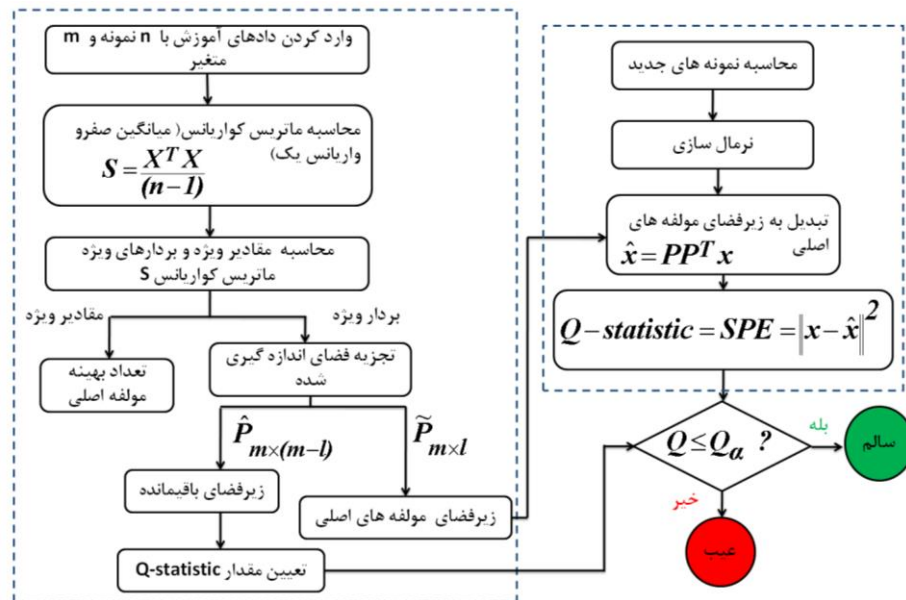 وارد کردن دادهای آموزش با n نمونه و m
متغیر
محاسبه ماتریس کواریانس( میانگین صفرو
واریانس یک)
S = X^T X / (n-1)
محاسبه مقادیر ویژه و بردارهای ویژه
ماتریس کواریانس S
مقادیر ویژه
بردار ویژه
تعداد بهینه
مولفه اصلی
تجزیه فضای اندازه گیری
شده
P̂ m×(m-l)
P̃ m×l
زیرفضای باقیمانده
زیرفضای مولفه های اصلی
تعیین مقدار Q-statistic
محاسبه نمونه های جدید
نرمال سازی
تبدیل به زیرفضای مولفه های
اصلی
x̂ = PP^T x
Q-statistic = SPE = ‖x - x̂‖^2
Q ≤ Qα ?
بله
سالم
خیر
عیب